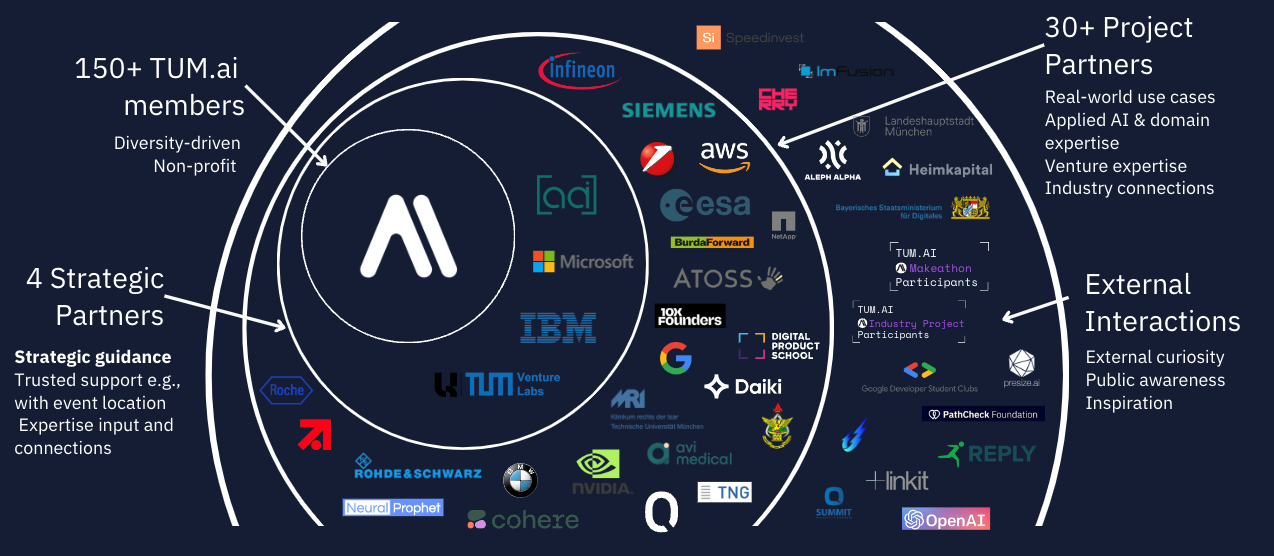 150+ TUM.ai
members
Diversity-driven
Non-profit
4 Strategic
Partners
Strategic guidance
Trusted support e.g.,
with event location
Expertise input and
connections
30+ Project
Partners
Real-world use cases
Applied AI & domain
expertise
Venture expertise
Industry connections
External
Interactions
External curiosity
Public awareness
Inspiration
[adi]
Microsoft
IBM
TUM Venture
Labs
infineon
SIEMENS
aws
esa
NetApp
BurdaForward
ATOSS
10X
Founders
DIGITAL
PRODUCT
SCHOOL
G
Daiki
MRI
Klinikum rechts der Isar
Technische Universität München
avi
medical
TNG
Q
Roche
ROHDE&SCHWARZ
BMW
NVIDIA.
Neural Prophet
cohere
Si Speedinvest
ImFusion
CHE
RRY
Landeshauptstadt
München
ALEPH ALPHA
Heimkapital
Bayerisches Staatsministerium
für Digitales
TUM.AI
Makeathon
Participants
TUM.AI
Industry Project
Participants
Google Developer Student Clubs
presize.ai
PathCheck Foundation
REPLY
linkit
SUMMIT
OpenAI